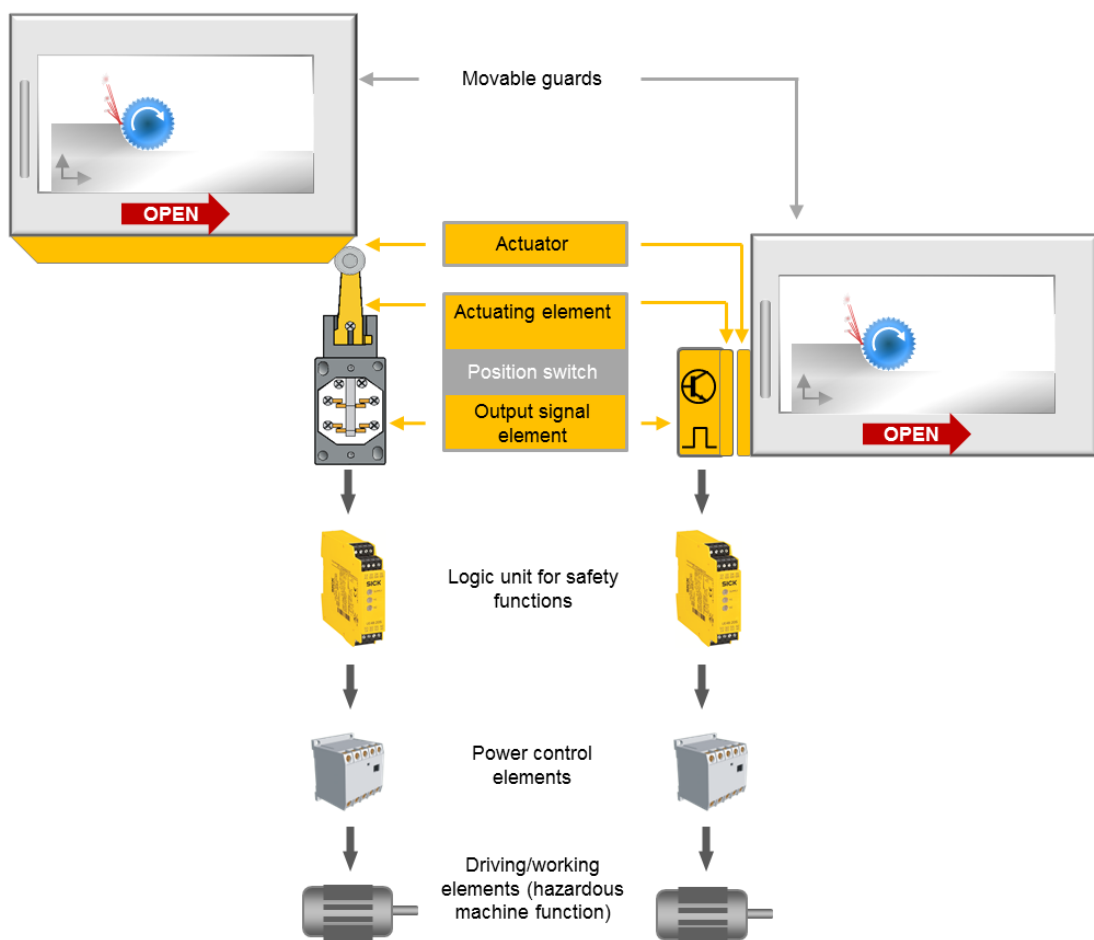 Movable guards
OPEN
Actuator
Actuating element
Position switch
Output signal
element
OPEN
Logic unit for safety
functions
SICK
SICK
Power control
elements
Driving/working
elements (hazardous
machine function)